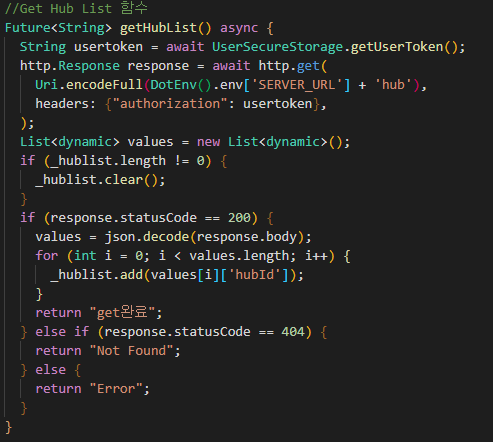 //Get Hub List 함수
Future<String> getHubList() async {
  String usertoken = await UserSecureStorage.getUserToken();
  http.Response response = await http.get(
    Uri.encodeFull(DotEnv().env['SERVER_URL'] + 'hub'),
    headers: {"authorization": usertoken},
  );
  List<dynamic> values = new List<dynamic>();
  if (_hublist.length != 0) {
    _hublist.clear();
  }
  if (response.statusCode == 200) {
    values = json.decode(response.body);
    for (int i = 0; i < values.length; i++) {
      _hublist.add(values[i]['hubId']);
    }
    return "get완료";
  } else if (response.statusCode == 404) {
    return "Not Found";
  } else {
    return "Error";
  }
}